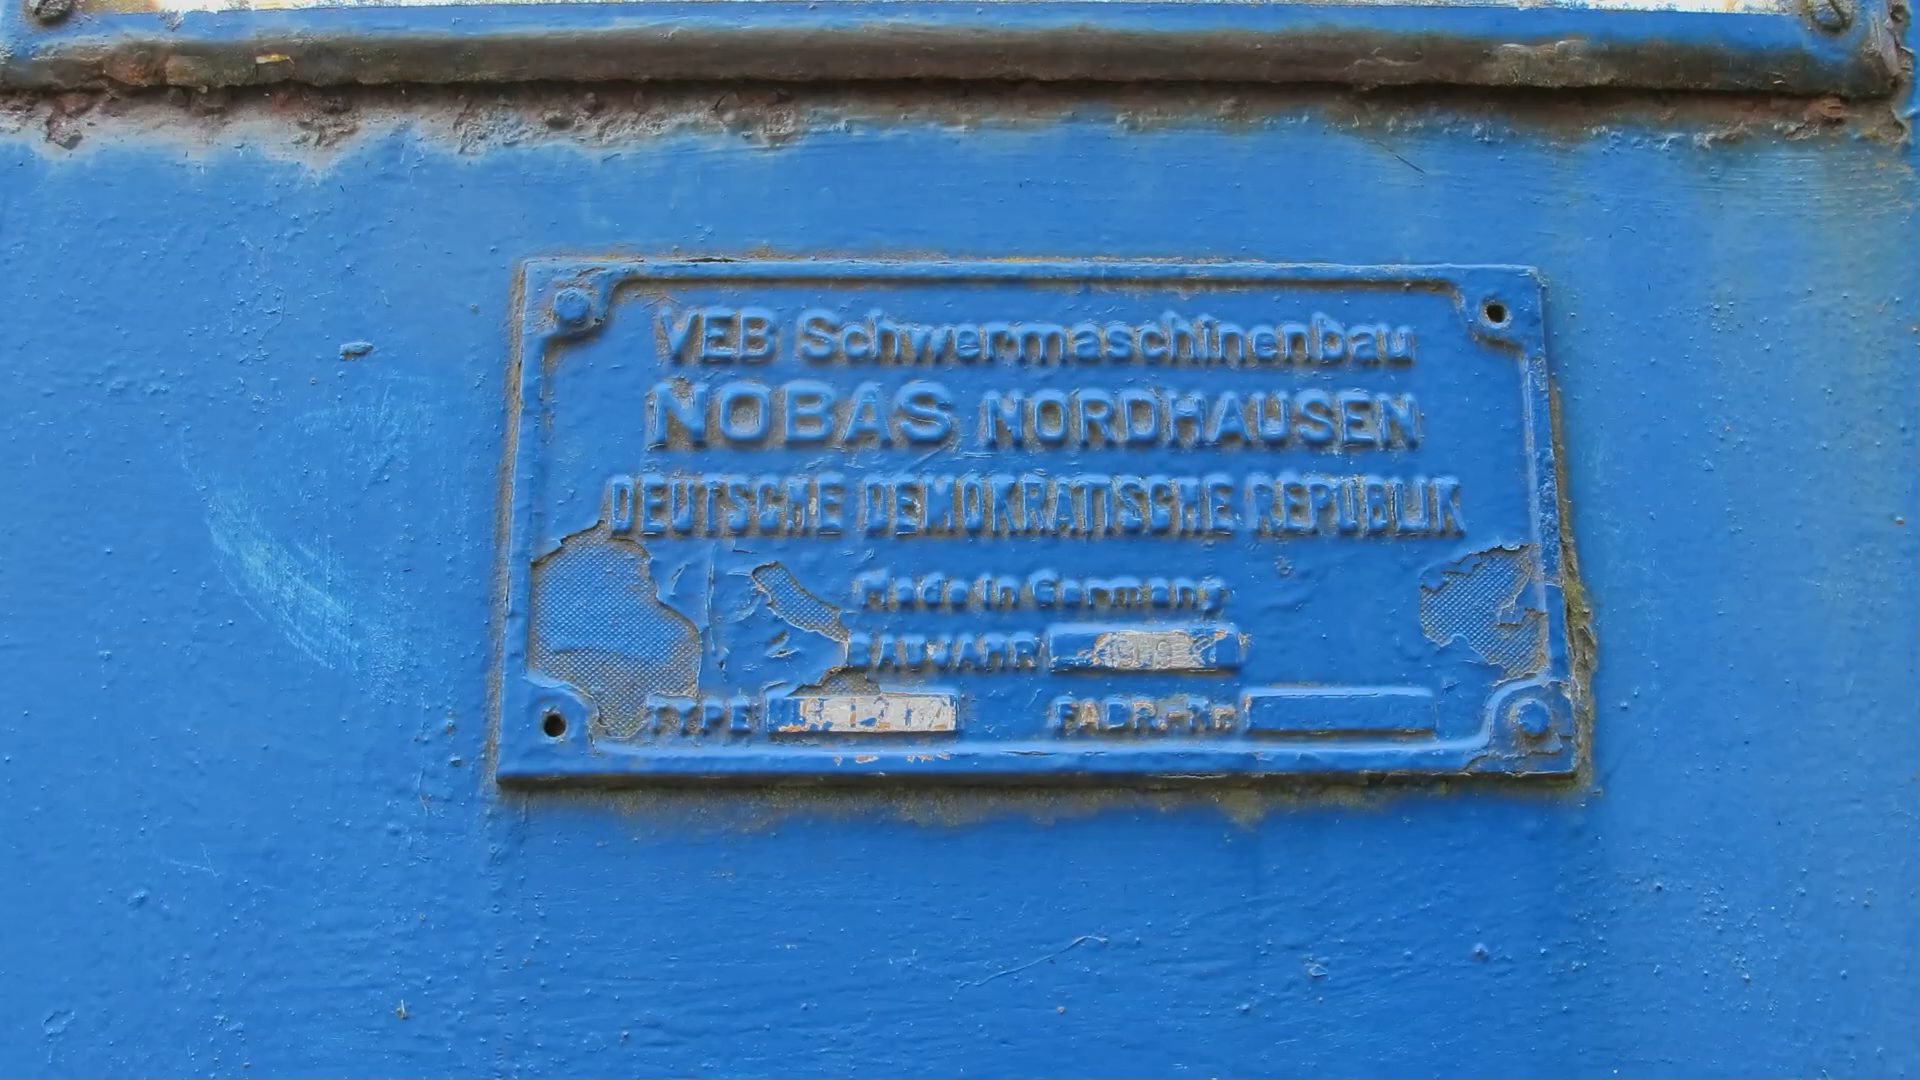 VEB Schwermaschinenbau
NOBAS NORDHAUSEN
DEUTSCHE DEMOKRATISCHE REPUBLIK
Made in Germany
BAUJAHR
TYPE FABR.-Nr.